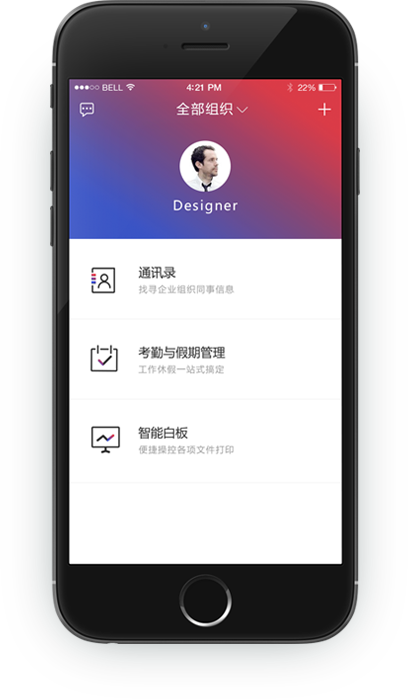 BELL
4:21 PM
22%
全部组织
Designer
通讯录
找寻企业组织同事信息
考勤与假期管理
工作休假一站式搞定
智能白板
便捷操控各项文件打印